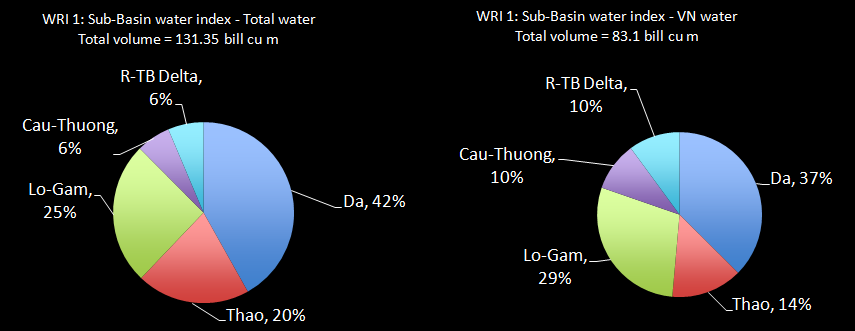 WRI 1: Sub-Basin water index - Total water
Total volume = 131.35 bill cu m
R-TB Delta,
6%
Cau-Thuong,
6%
Lo-Gam,
25%
Da, 42%
Thao, 20%
WRI 1: Sub-Basin water index - VN water
Total volume = 83.1 bill cu m
R-TB Delta,
10%
Cau-Thuong,
10%
Da, 37%
Lo-Gam,
29%
Thao, 14%